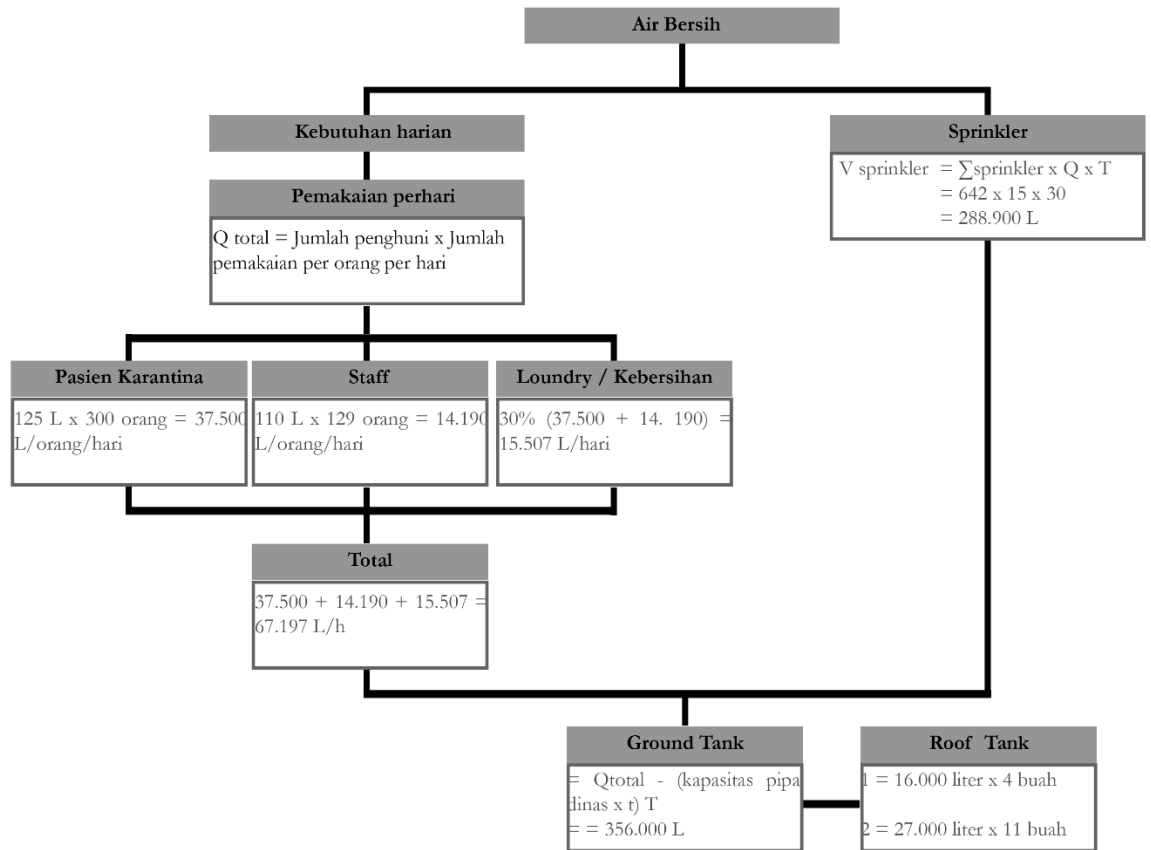 Air Bersih
Kebutuhan harian
Sprinkler
V sprinkler = ∑sprinkler x Q x T
= 642 x 15 x 30
= 288.900 L
Pemakaian perhari
Q total = Jumlah penghuni x Jumlah
pemakaian per orang per hari
Pasien Karantina
125 L x 300 orang = 37.500
L/orang/hari
Staff
110 L x 129 orang = 14.190
L/orang/hari
Loundry / Kebersihan
30% (37.500 + 14. 190) =
15.507 L/hari
Total
37.500 + 14.190 + 15.507 =
67.197 L/h
Ground Tank
= Qtotal - (kapasitas pipa
dinas x t) T
= = 356.000 L
Roof Tank
1 = 16.000 liter x 4 buah
2 = 27.000 liter x 11 buah